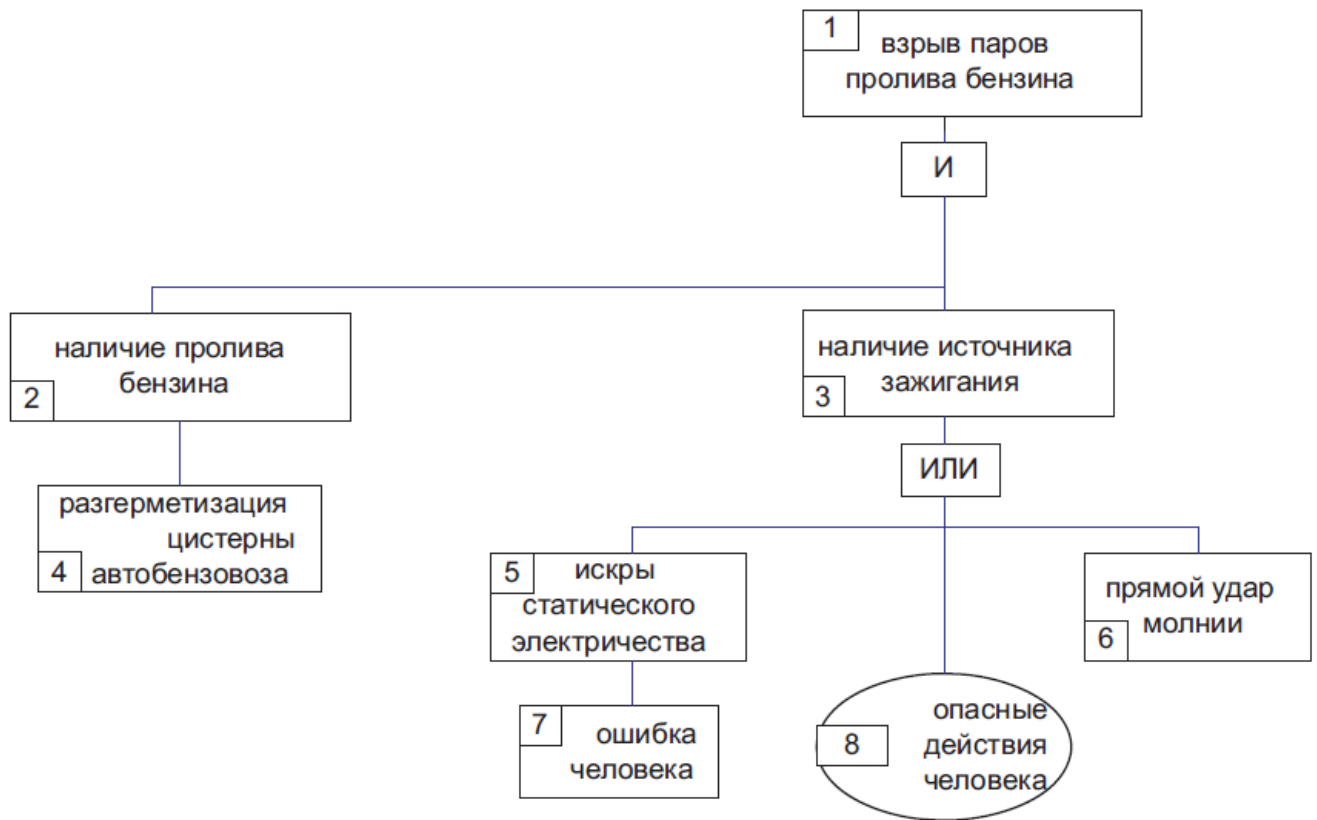 1
взрыв паров
пролива бензина
И
наличие пролива
бензина
2
наличие источника
зажигания
3
ИЛИ
разгерметизация
цистерны
4 автобензовоза
5 искры
статического
электричества
прямой удар
молнии
6
7 ошибка
человека
опасные
8 действия
человека